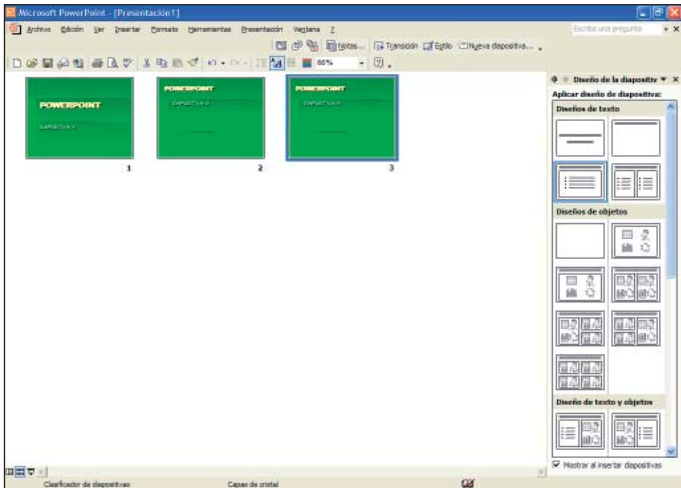 Microsoft PowerPoint - [Presentación1]
Archivo Edición Ver Insertar Formato Herramientas Presentación Ventana ?
Escriba una pregunta
Notas... Transición Estilo Nueva diapositiva...
66%
Diseño de la diapositiv
Aplicar diseño de diapositiva:
Diseños de texto
POWERPOINT
POWERPOINT
POWERPOINT
1
2
3
Diseños de objetos
Diseño de texto y objetos
Mostrar al insertar diapositivas
Clasificador de diapositivas
Capas de cristal